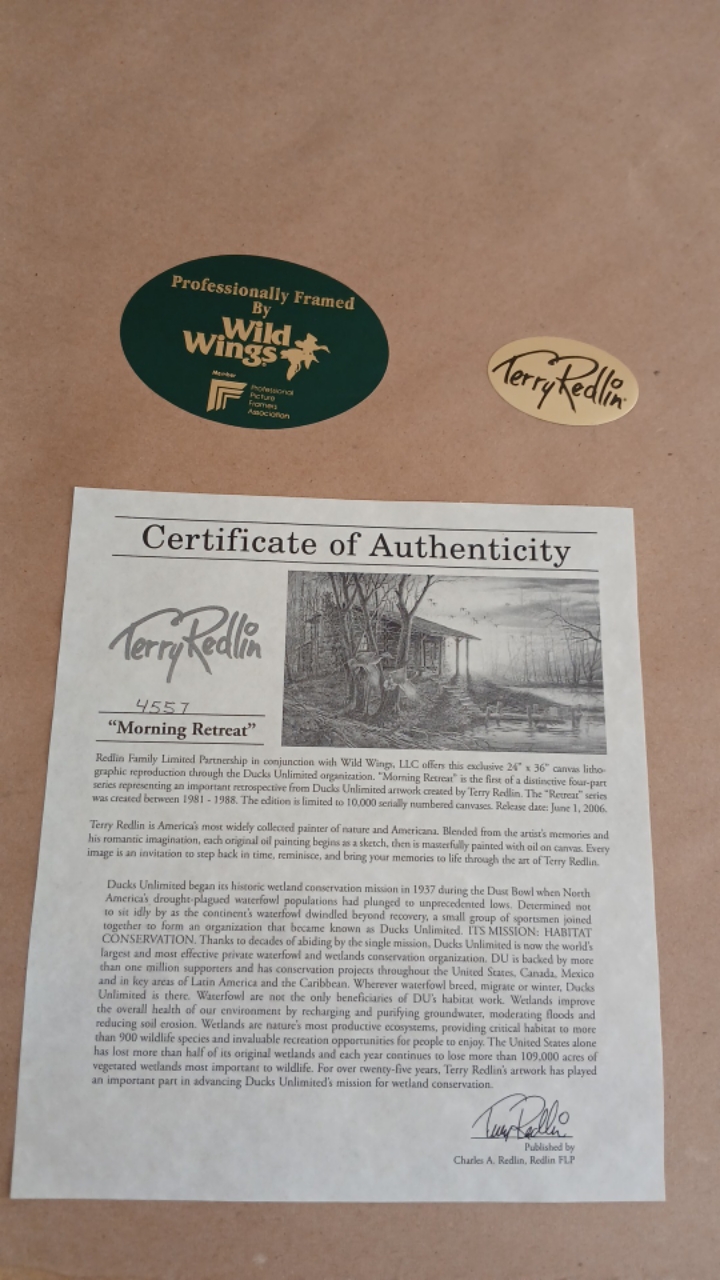 Professionally Framed
By
Wild
Wings
Member
Professional
Picture
Framers
Association
Terry Redlin
Certificate of Authenticity
Terry Redlin
4557
“Morning Retreat”
Redlin Family Limited Partnership in conjunction with Wild Wings, LLC offers this exclusive 24" x 36" canvas litho-
graphic reproduction through the Ducks Unlimited organization. “Morning Retreat” is the first of a distinctive four-part
series representing an important retrospective from Ducks Unlimited artwork created by Terry Redlin. The “Retreat” series
was created between 1981 - 1988. The edition is limited to 10,000 serially numbered canvases. Release date: June 1, 2006.
Terry Redlin is America’s most widely collected painter of nature and Americana. Blended from the artist’s memories and
his romantic imagination, each original oil painting begins as a sketch, then is masterfully painted with oil on canvas. Every
image is an invitation to step back in time, reminisce, and bring your memories to life through the art of Terry Redlin.
Ducks Unlimited began its historic wetland conservation mission in 1937 during the Dust Bowl when North
America’s drought-plagued waterfowl populations had plunged to unprecedented lows. Determined not
to sit idly by as the continent’s waterfowl dwindled beyond recovery, a small group of sportsmen joined
together to form an organization that became known as Ducks Unlimited. ITS MISSION: HABITAT
CONSERVATION. Thanks to decades of abiding by the single mission, Ducks Unlimited is now the world’s
largest and most effective private waterfowl and wetlands conservation organization. DU is backed by more
than one million supporters and has conservation projects throughout the United States, Canada, Mexico
and in key areas of Latin America and the Caribbean. Wherever waterfowl breed, migrate or winter, Ducks
Unlimited is there. Waterfowl are not the only beneficiaries of DU’s habitat work. Wetlands improve
the overall health of our environment by recharging and purifying groundwater, moderating floods and
reducing soil erosion. Wetlands are nature’s most productive ecosystems, providing critical habitat to more
than 900 wildlife species and invaluable recreation opportunities for people to enjoy. The United States alone
has lost more than half of its original wetlands and each year continues to lose more than 109,000 acres of
vegetated wetlands most important to wildlife. For over twenty-five years, Terry Redlin’s artwork has played
an important part in advancing Ducks Unlimited’s mission for wetland conservation.
Terry Redlin
Published by
Charles A. Redlin, Redlin FLP